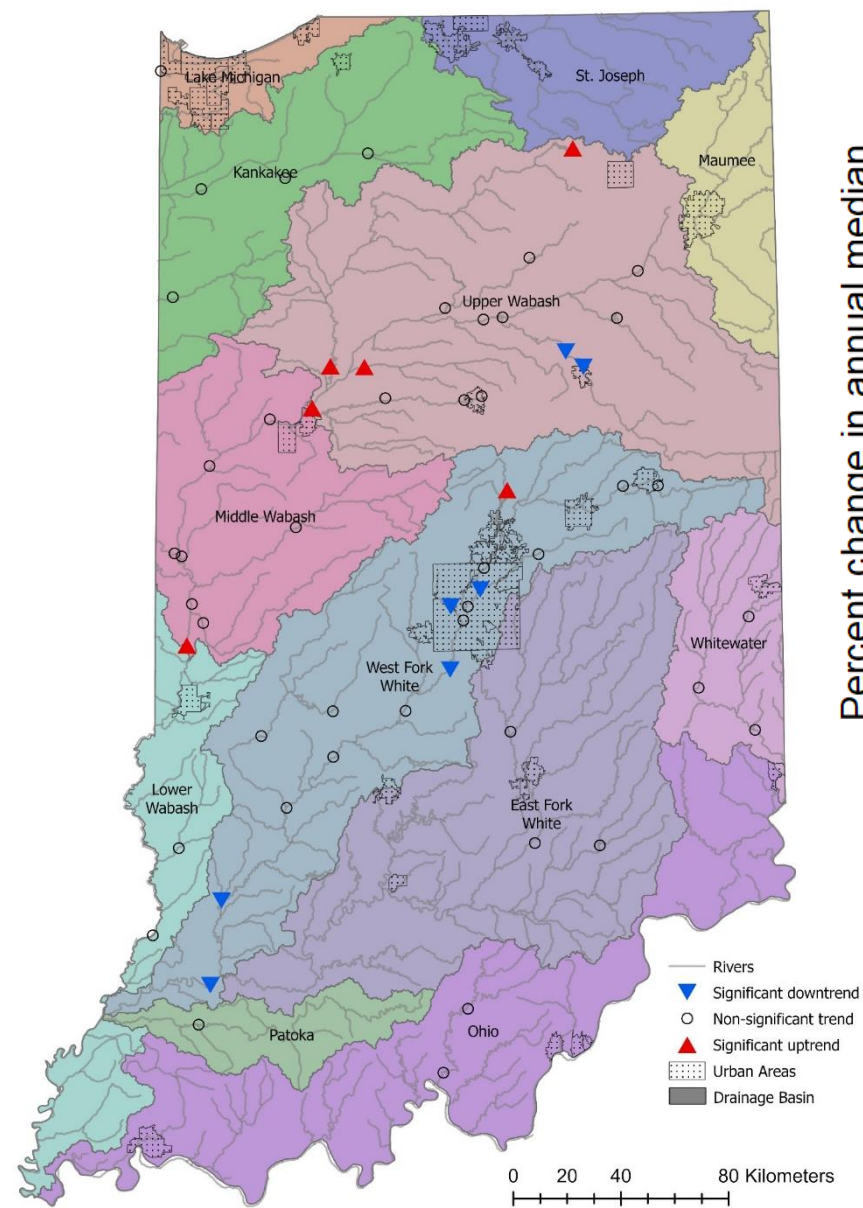 Lake Michigan
St. Joseph
Kankakee
Maumee
Upper Wabash
Middle Wabash
Whitewater
West Fork
White
Lower
Wabash
East Fork
White
Patoka
Ohio
Rivers
Significant downtrend
Non-significant trend
Significant uptrend
Urban Areas
Drainage Basin
0 20 40 80 Kilometers
Percent change in annual median